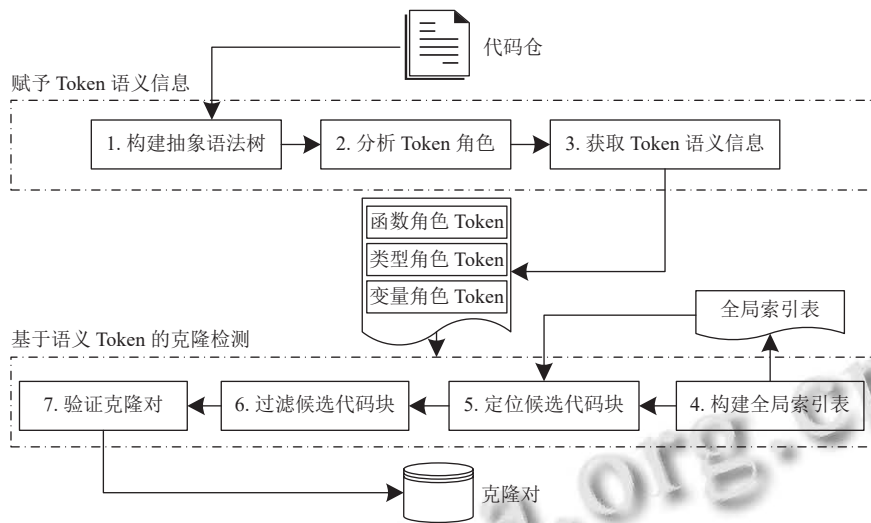 代码仓
赋予 Token 语义信息
1. 构建抽象语法树
2. 分析 Token 角色
3. 获取 Token 语义信息
函数角色 Token
类型角色 Token
变量角色 Token
全局索引表
基于语义 Token 的克隆检测
7. 验证克隆对
6. 过滤候选代码块
5. 定位候选代码块
4. 构建全局索引表
克隆对
.org.cn